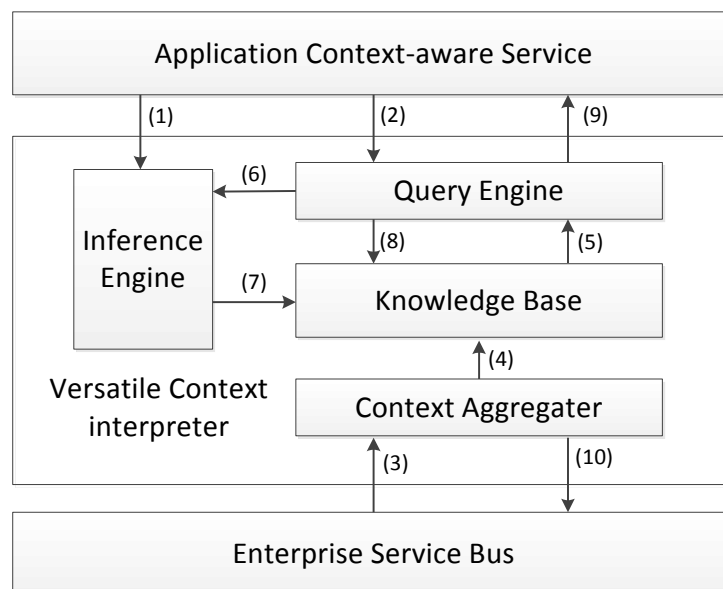 Application Context-aware Service
(1)
(2)
(9)
(6)
Query Engine
Inference
Engine
(8)
(5)
(7)
Knowledge Base
(4)
Versatile Context
interpreter
Context Aggregater
(3)
(10)
Enterprise Service Bus